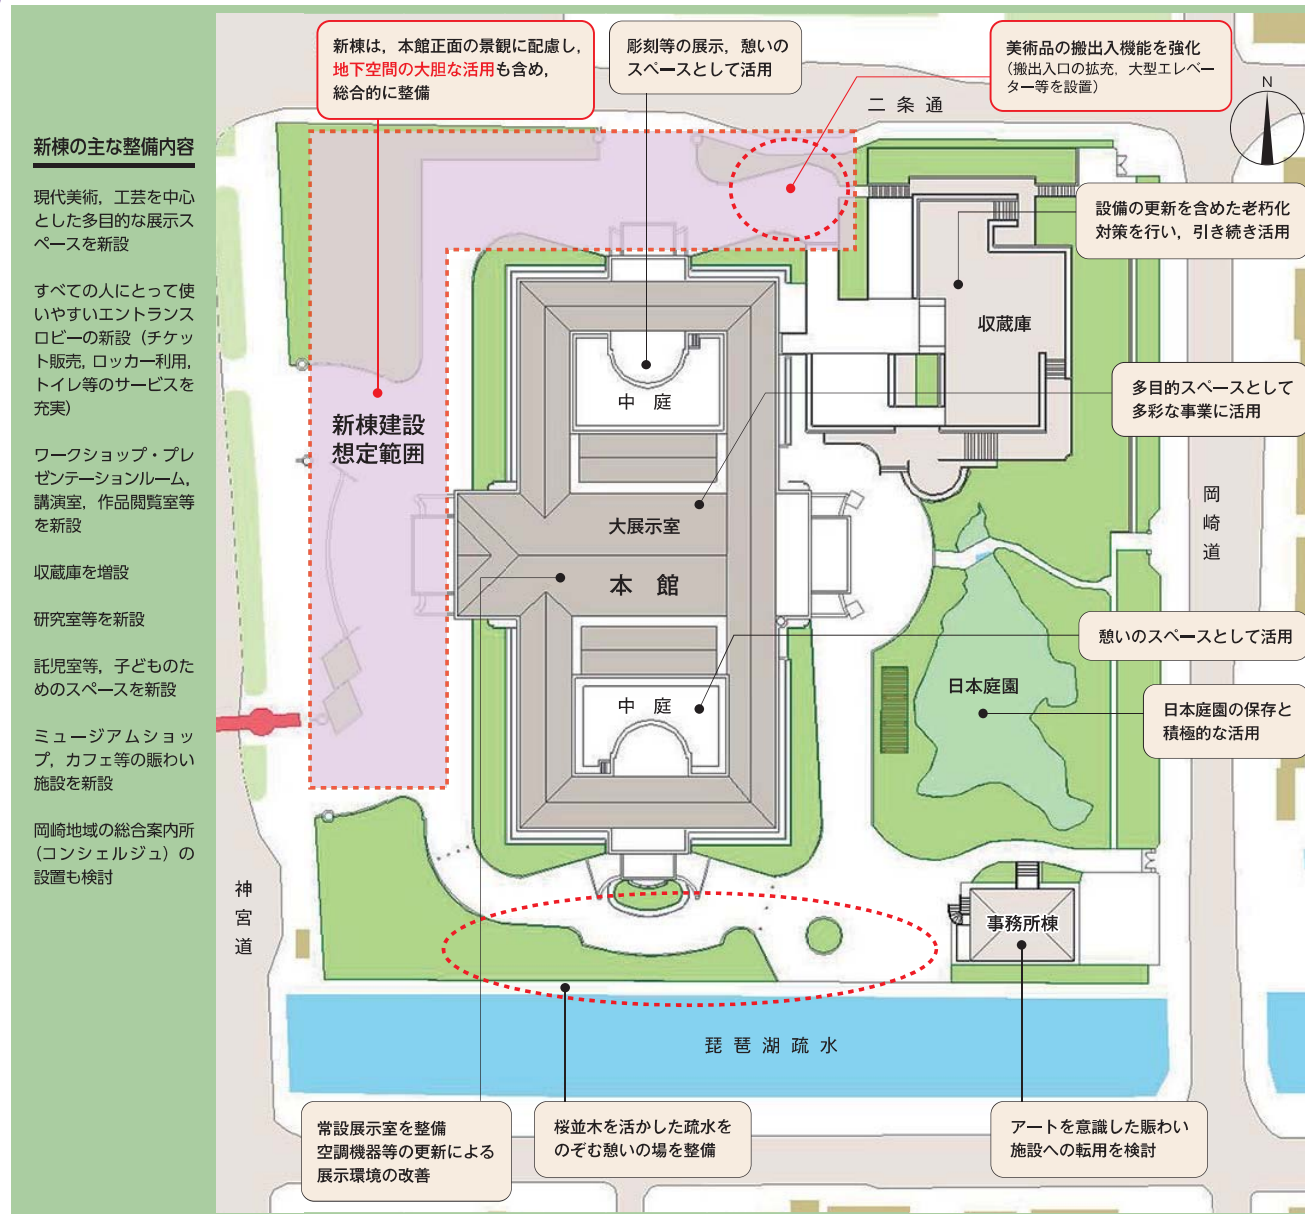 新棟の主な整備内容
現代美術，工芸を中心
とした多目的な展示ス
ペースを新設
すべての人にとって使
いやすいエントランス
ロビーの新設（チケッ
ト販売，ロッカー利用，
トイレ等のサービスを
充実）
ワークショップ・プレ
ゼンテーションルーム，
講演室，作品閲覧室等
を新設
収蔵庫を増設
研究室等を新設
託児室等，子どものた
めのスペースを新設
ミュージアムショッ
プ，カフェ等の賑わい
施設を新設
岡崎地域の総合案内所
（コンシェルジュ）の
設置も検討
新棟は，本館正面の景観に配慮し，
地下空間の大胆な活用も含め，
総合的に整備
彫刻等の展示，憩いの
スペースとして活用
美術品の搬出入機能を強化
（搬出入口の拡充，大型エレベー
ター等を設置）
二条通
N
設備の更新を含めた老朽化
対策を行い，引き続き活用
収蔵庫
多目的スペースとして
多彩な事業に活用
中庭
新棟建設
想定範囲
大展示室
本館
岡崎道
憩いのスペースとして活用
日本庭園
中庭
日本庭園の保存と
積極的な活用
神宮道
事務所棟
琵琶湖疏水
常設展示室を整備
空調機器等の更新による
展示環境の改善
桜並木を活かした疏水を
のぞむ憩いの場を整備
アートを意識した賑わい
施設への転用を検討